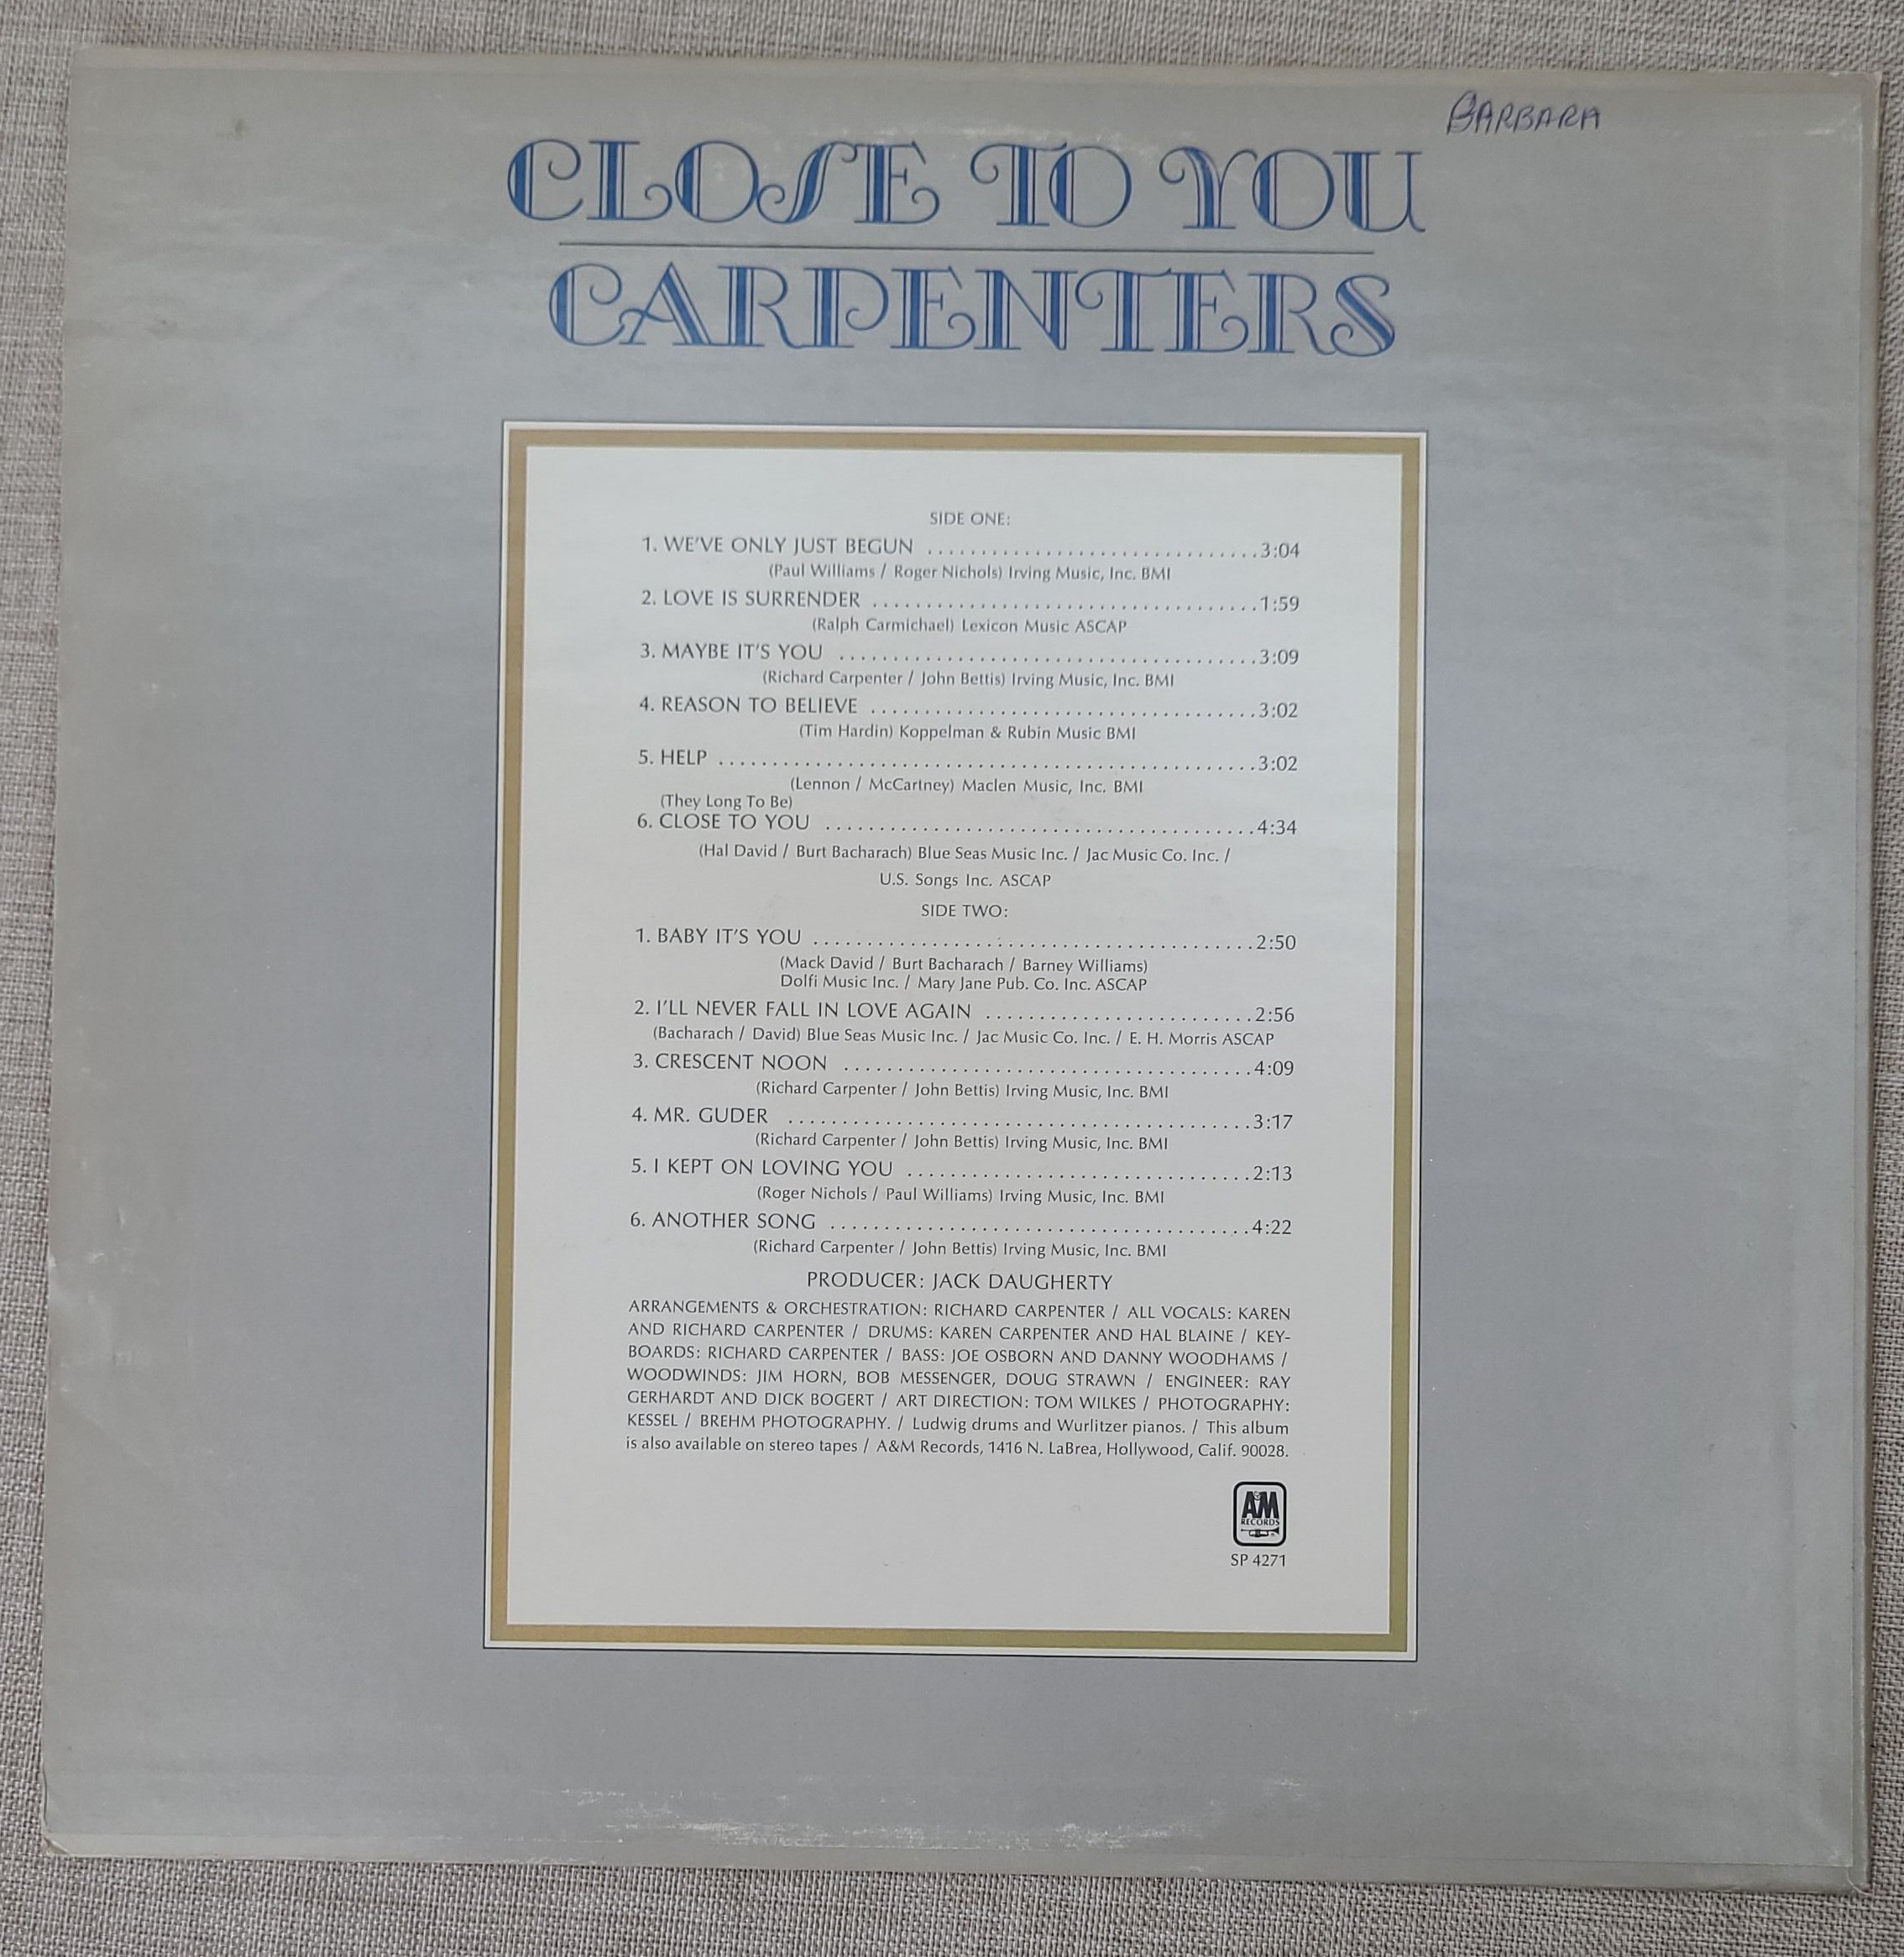 BARBARA
CLOSE TO YOU
CARPENTERS
SIDE ONE:
1. WE'VE ONLY JUST BEGUN ...............................3:04
(Paul Williams / Roger Nichols) Irving Music, Inc. BMI
2. LOVE IS SURRENDER ....................................1:59
(Ralph Carmichael) Lexicon Music ASCAP
3. MAYBE IT'S YOU .......................................3:09
(Richard Carpenter / John Bettis) Irving Music, Inc. BMI
4. REASON TO BELIEVE ....................................3:02
(Tim Hardin) Koppelman & Rubin Music BMI
5. HELP ..................................................3:02
(Lennon / McCartney) Maclen Music, Inc. BMI
(They Long To Be)
6. CLOSE TO YOU ........................................4:34
(Hal David / Burt Bacharach) Blue Seas Music Inc. / Jac Music Co. Inc. /
U.S. Songs Inc. ASCAP
SIDE TWO:
1. BABY IT'S YOU .........................................2:50
(Mack David / Burt Bacharach / Barney Williams)
Dolfi Music Inc. / Mary Jane Pub. Co. Inc. ASCAP
2. I'LL NEVER FALL IN LOVE AGAIN .........................2:56
(Bacharach / David) Blue Seas Music Inc. / Jac Music Co. Inc. / E. H. Morris ASCAP
3. CRESCENT NOON ......................................4:09
(Richard Carpenter / John Bettis) Irving Music, Inc. BMI
4. MR. GUDER ...........................................3:17
(Richard Carpenter / John Bettis) Irving Music, Inc. BMI
5. I KEPT ON LOVING YOU ................................2:13
(Roger Nichols / Paul Williams) Irving Music, Inc. BMI
6. ANOTHER SONG .......................................4:22
(Richard Carpenter / John Bettis) Irving Music, Inc. BMI
PRODUCER: JACK DAUGHERTY
ARRANGEMENTS & ORCHESTRATION: RICHARD CARPENTER / ALL VOCALS: KAREN
AND RICHARD CARPENTER / DRUMS: KAREN CARPENTER AND HAL BLAINE / KEY-
BOARDS: RICHARD CARPENTER / BASS: JOE OSBORN AND DANNY WOODHAMS /
WOODWINDS: JIM HORN, BOB MESSENGER, DOUG STRAWN / ENGINEER: RAY
GERHARDT AND DICK BOGERT / ART DIRECTION: TOM WILKES / PHOTOGRAPHY:
KESSEL / BREHM PHOTOGRAPHY. / Ludwig drums and Wurlitzer pianos. / This album
is also available on stereo tapes / A&M Records, 1416 N. LaBrea, Hollywood, Calif. 90028.
A&M
RECORDS
SP 4271